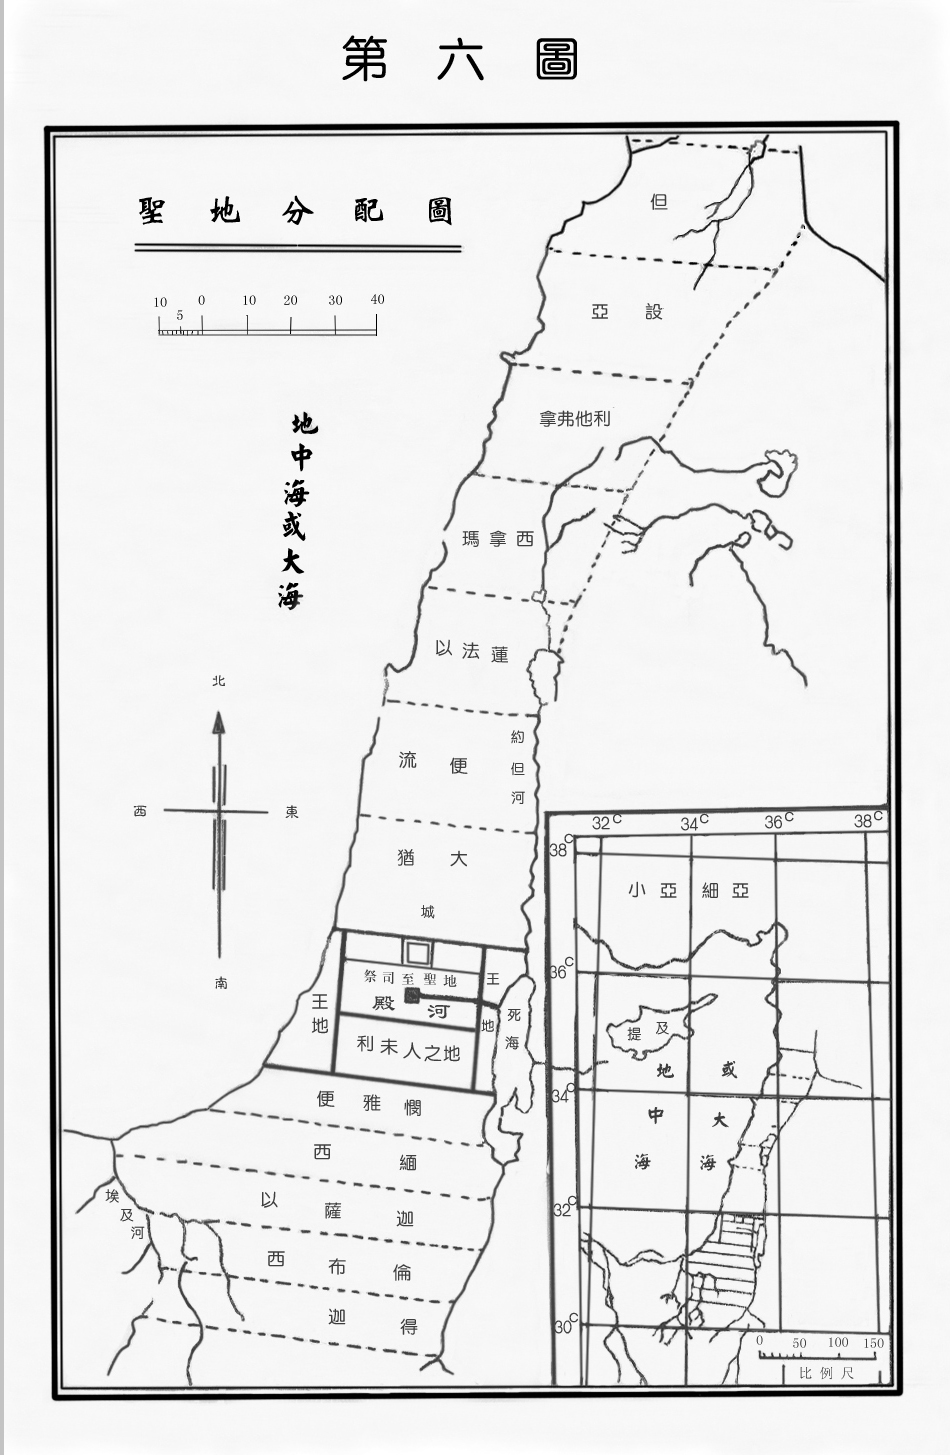 第六圖
聖地分配圖
10 5 0 10 20 30 40
地中海或大海
北
西 東
南
但
亞設
拿弗他利
瑪拿西
以法蓮
流便
約但河
猶大
城
祭司至聖地
殿
河
利未人之地
王地
王地
死海
便雅憫
西緬
以薩迦
西布倫
迦得
埃及河
32C 34C 36C 38C
38C
36C
34C
32C
30C
小亞細亞
提及
地中海
或大海
0 50 100 150
比例尺